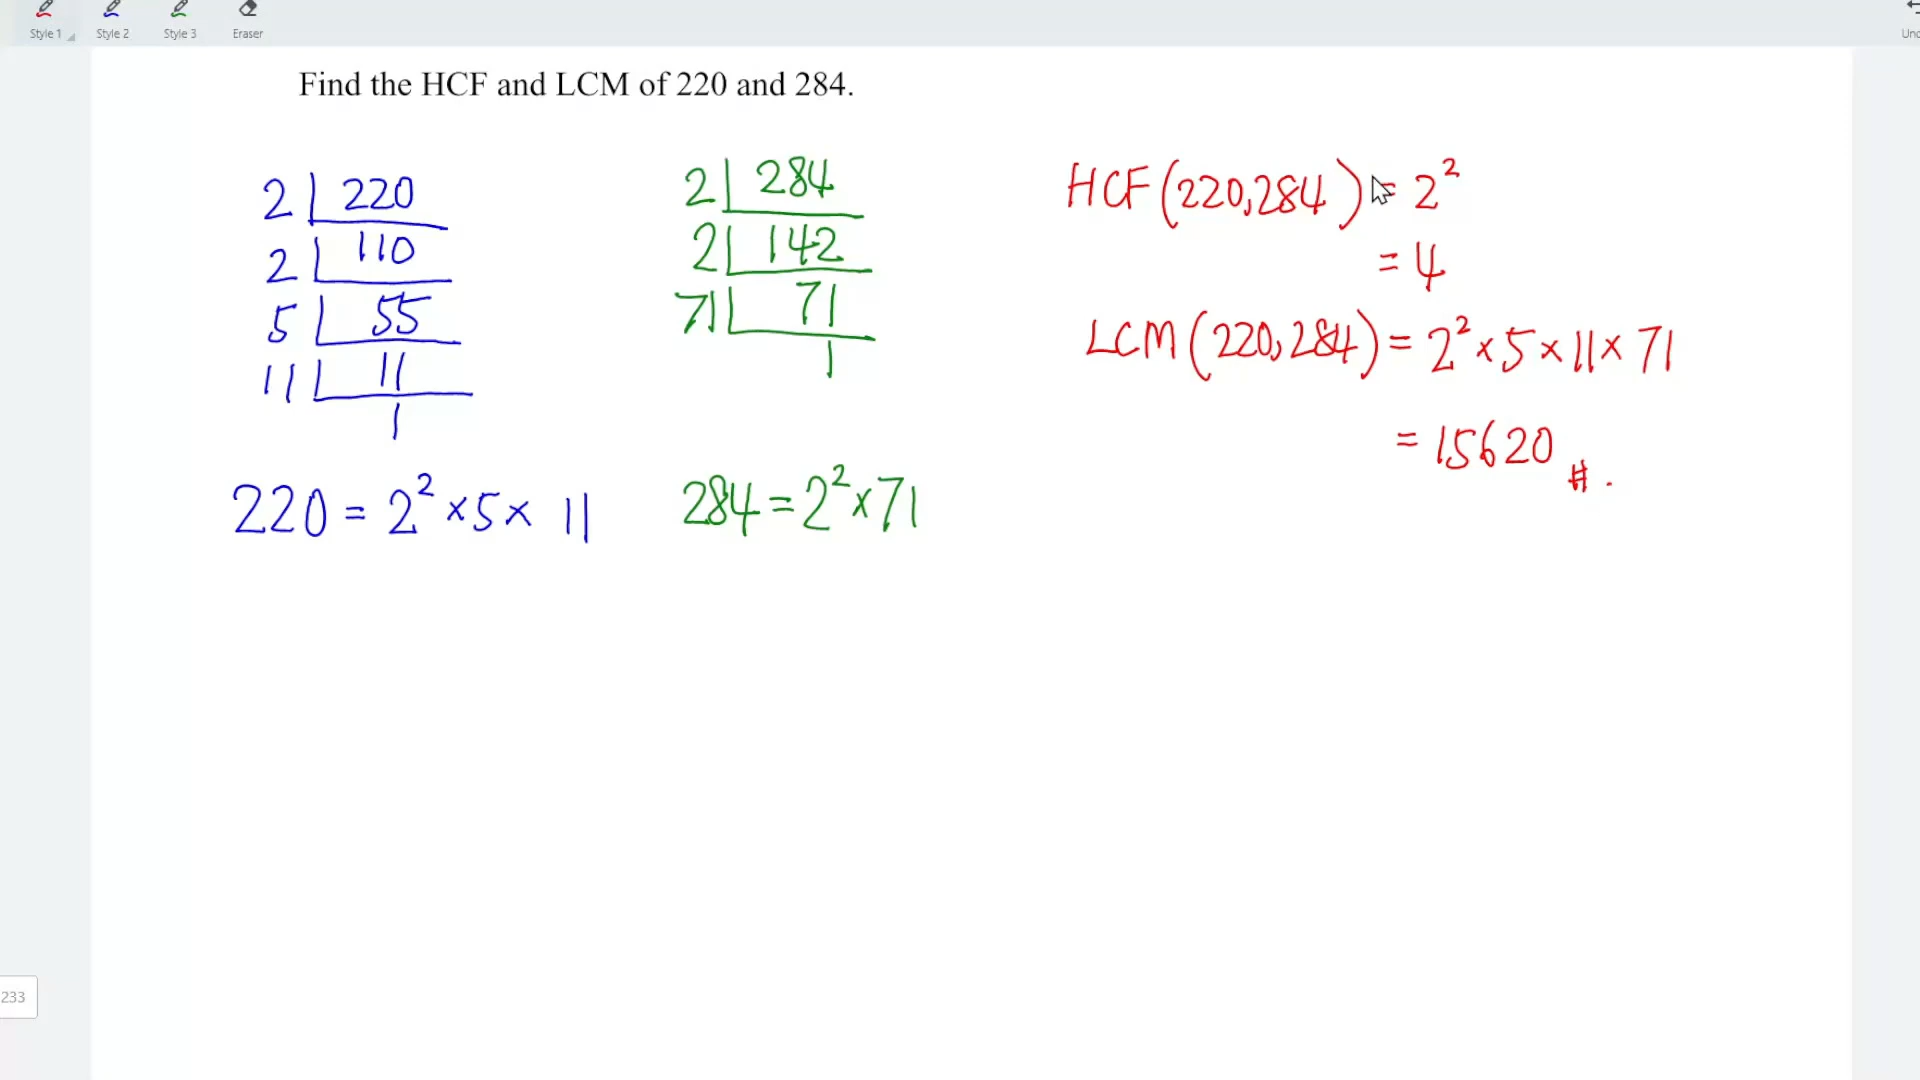 Style 1
Style 2
Style 3
Eraser
Find the HCF and LCM of 220 and 284.
2 | 220
2 | 110
5 | 55
11 | 11
1
220 = 2² × 5 × 11
2 | 284
2 | 142
71 | 71
1
284 = 2² × 71
HCF (220,284) = 2²
= 4
LCM (220,284) = 2² × 5 × 11 × 71
= 15620 #.
233